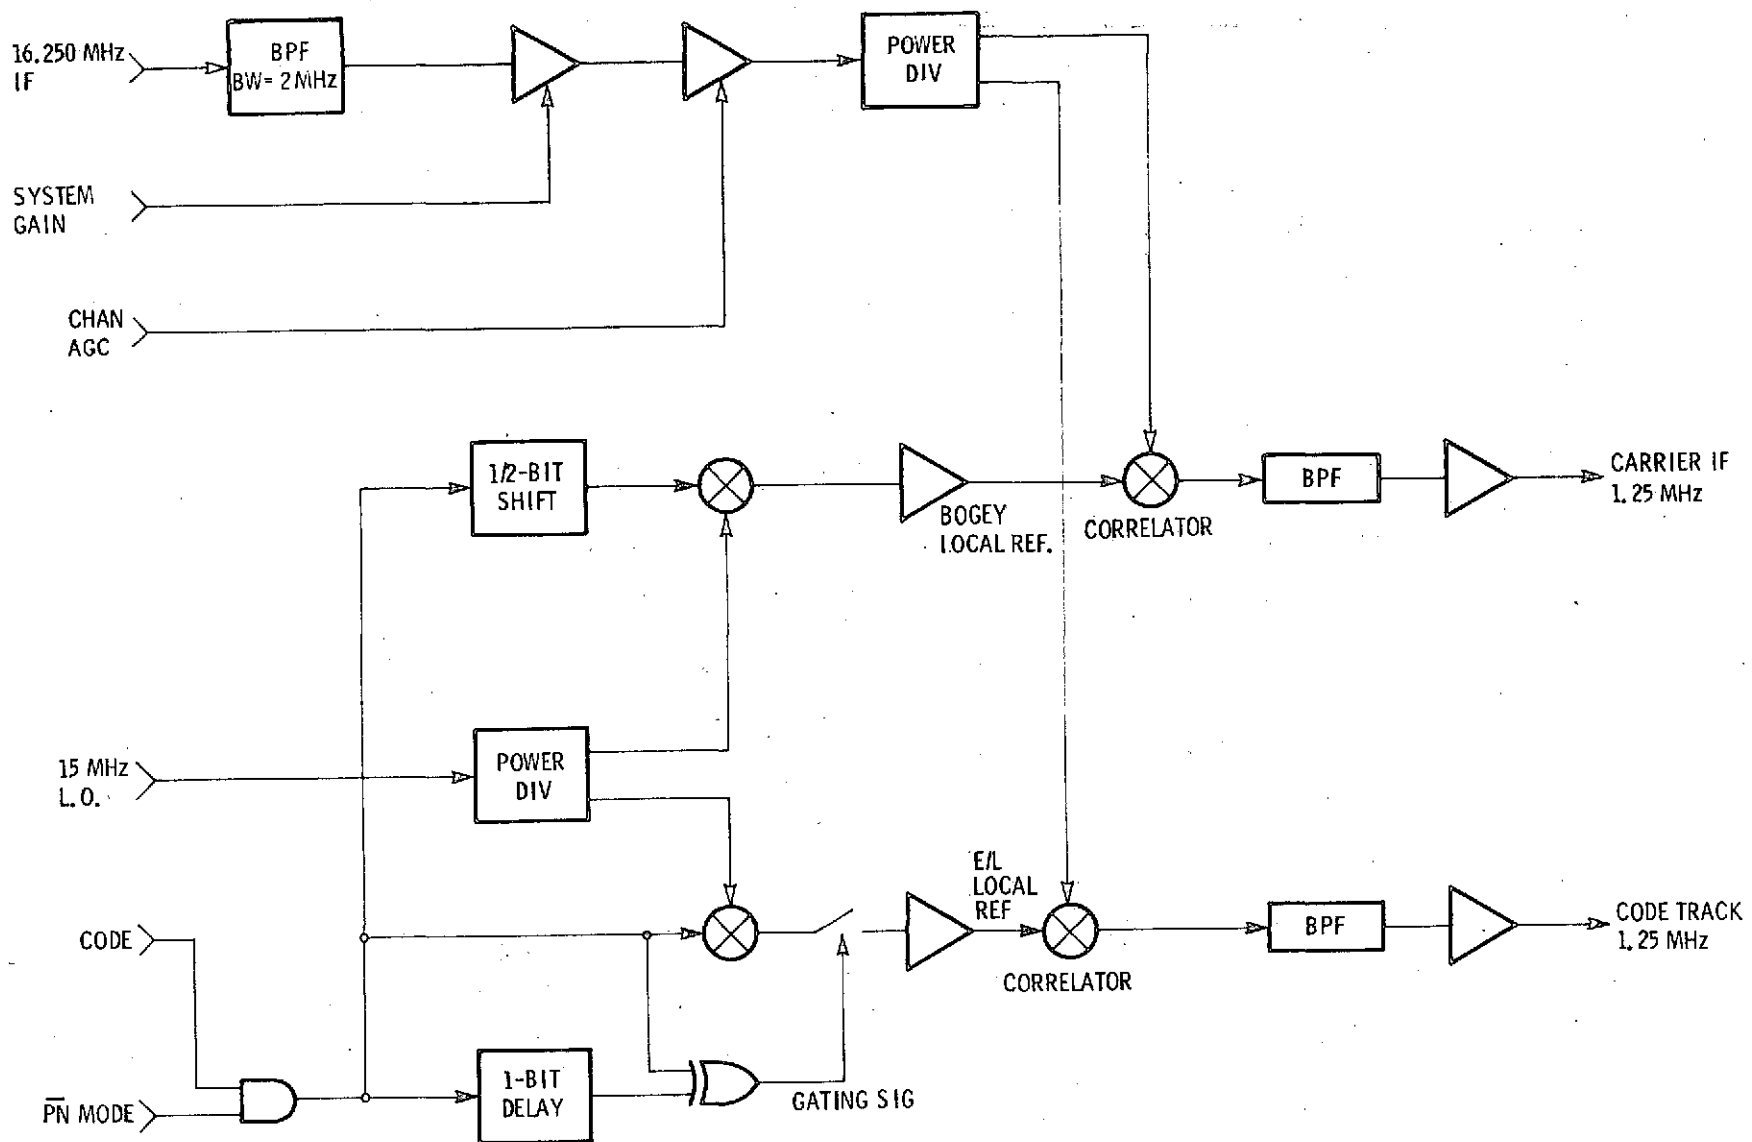 16.250 MHz
IF
BPF
BW= 2 MHz
POWER
DIV
SYSTEM
GAIN
CHAN
AGC
1/2-BIT
SHIFT
BOGEY
LOCAL REF.
CORRELATOR
BPF
CARRIER IF
1.25 MHz
15 MHz
L.O.
POWER
DIV
E/L
LOCAL
REF
CORRELATOR
BPF
CODE TRACK
1.25 MHz
CODE
P̅N̅ MODE
1-BIT
DELAY
GATING SIG